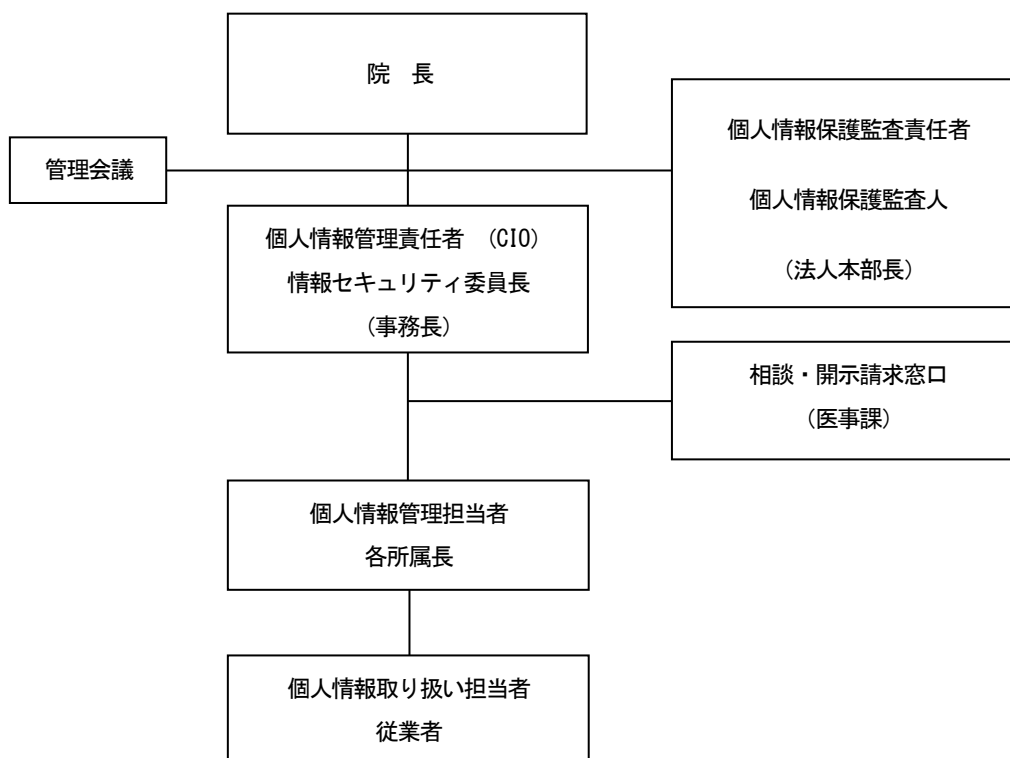 院　長
管理会議
個人情報保護監査責任者
個人情報保護監査人
（法人本部長）
個人情報管理責任者　（CIO）
情報セキュリティ委員長
（事務長）
相談・開示請求窓口
（医事課）
個人情報管理担当者
各所属長
個人情報取り扱い担当者
従業者